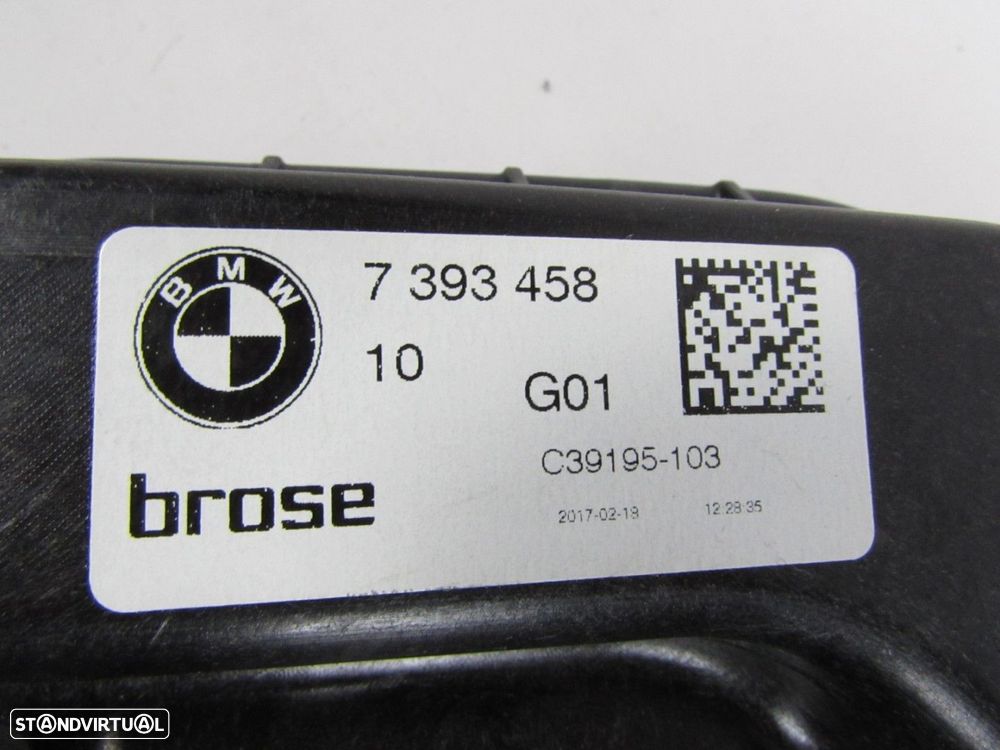 BMW
7 393 458
10
G01
C39195-103
brose
2017-02-18 12:28:35
STANDVIRTUAL